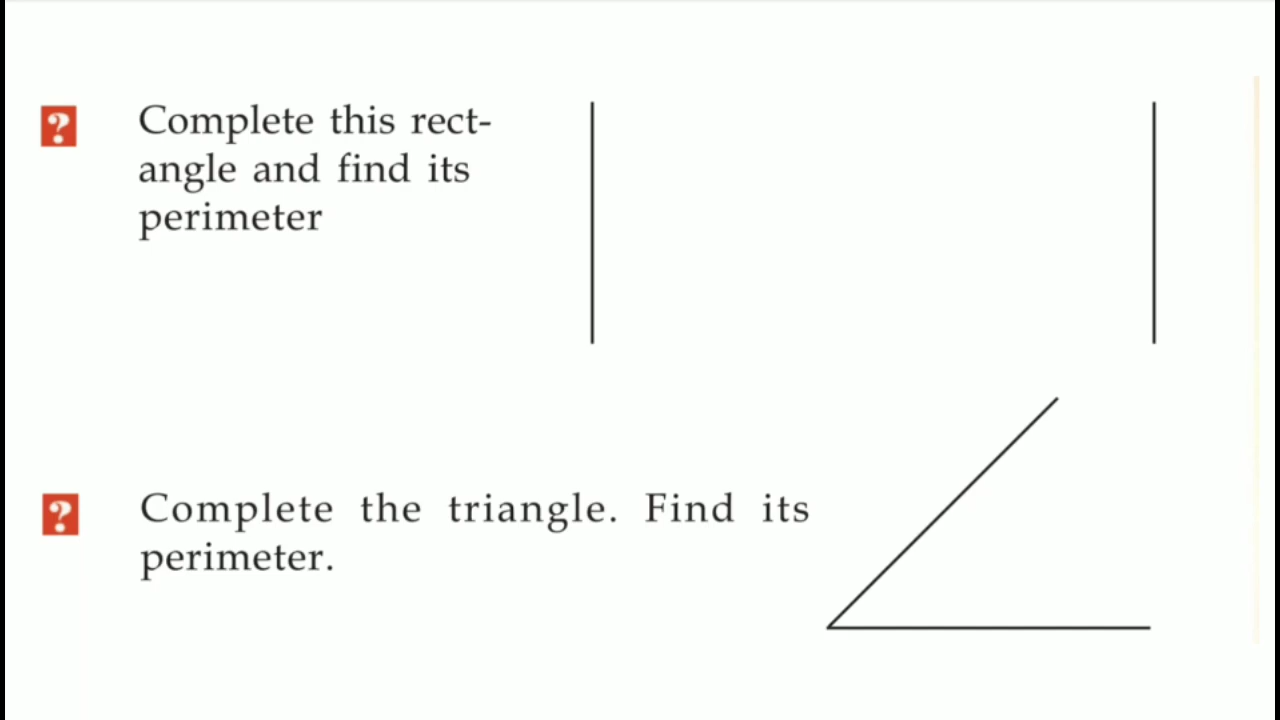 ? Complete this rect-
angle and find its
perimeter
? Complete the triangle. Find its
perimeter.